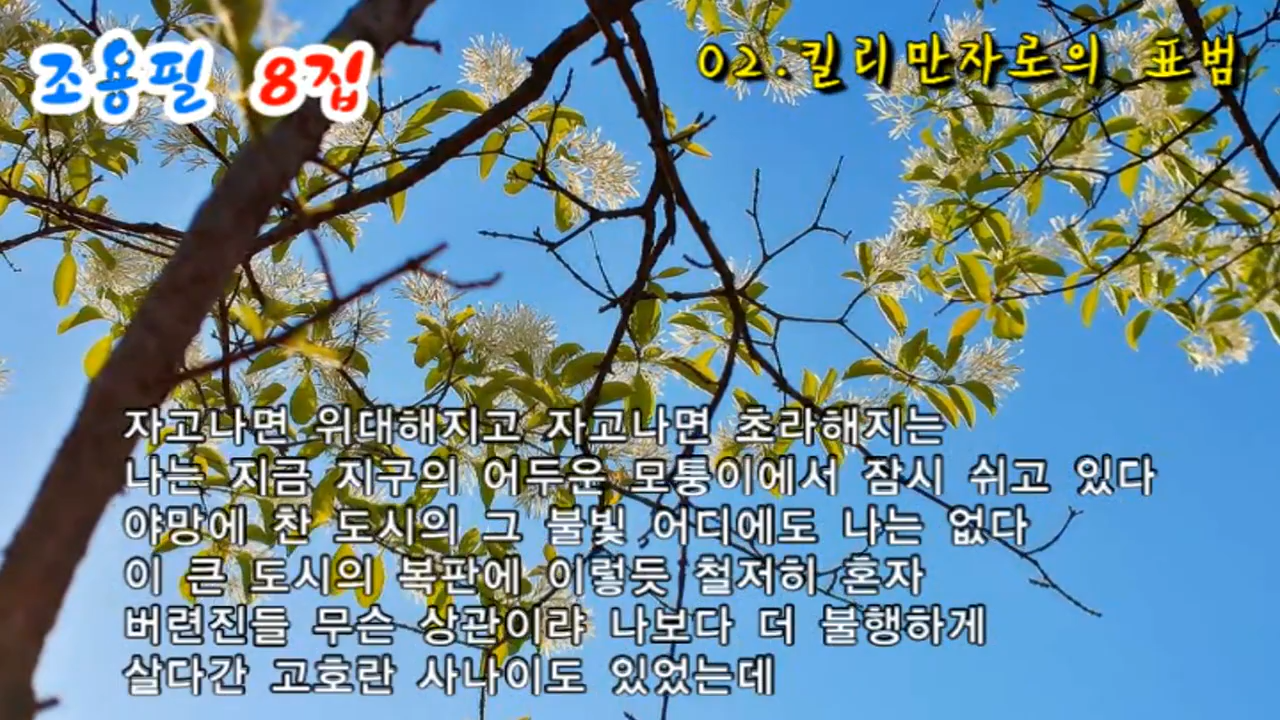 조용필 8집
02.킬리만자로의 표범
자고나면 위대해지고 자고나면 초라해지는
나는 지금 지구의 어두운 모퉁이에서 잠시 쉬고 있다
야망에 찬 도시의 그 불빛 어디에도 나는 없다
이 큰 도시의 복판에 이렇듯 철저히 혼자
버련진들 무슨 상관이랴 나보다 더 불행하게
살다간 고호란 사나이도 있었는데